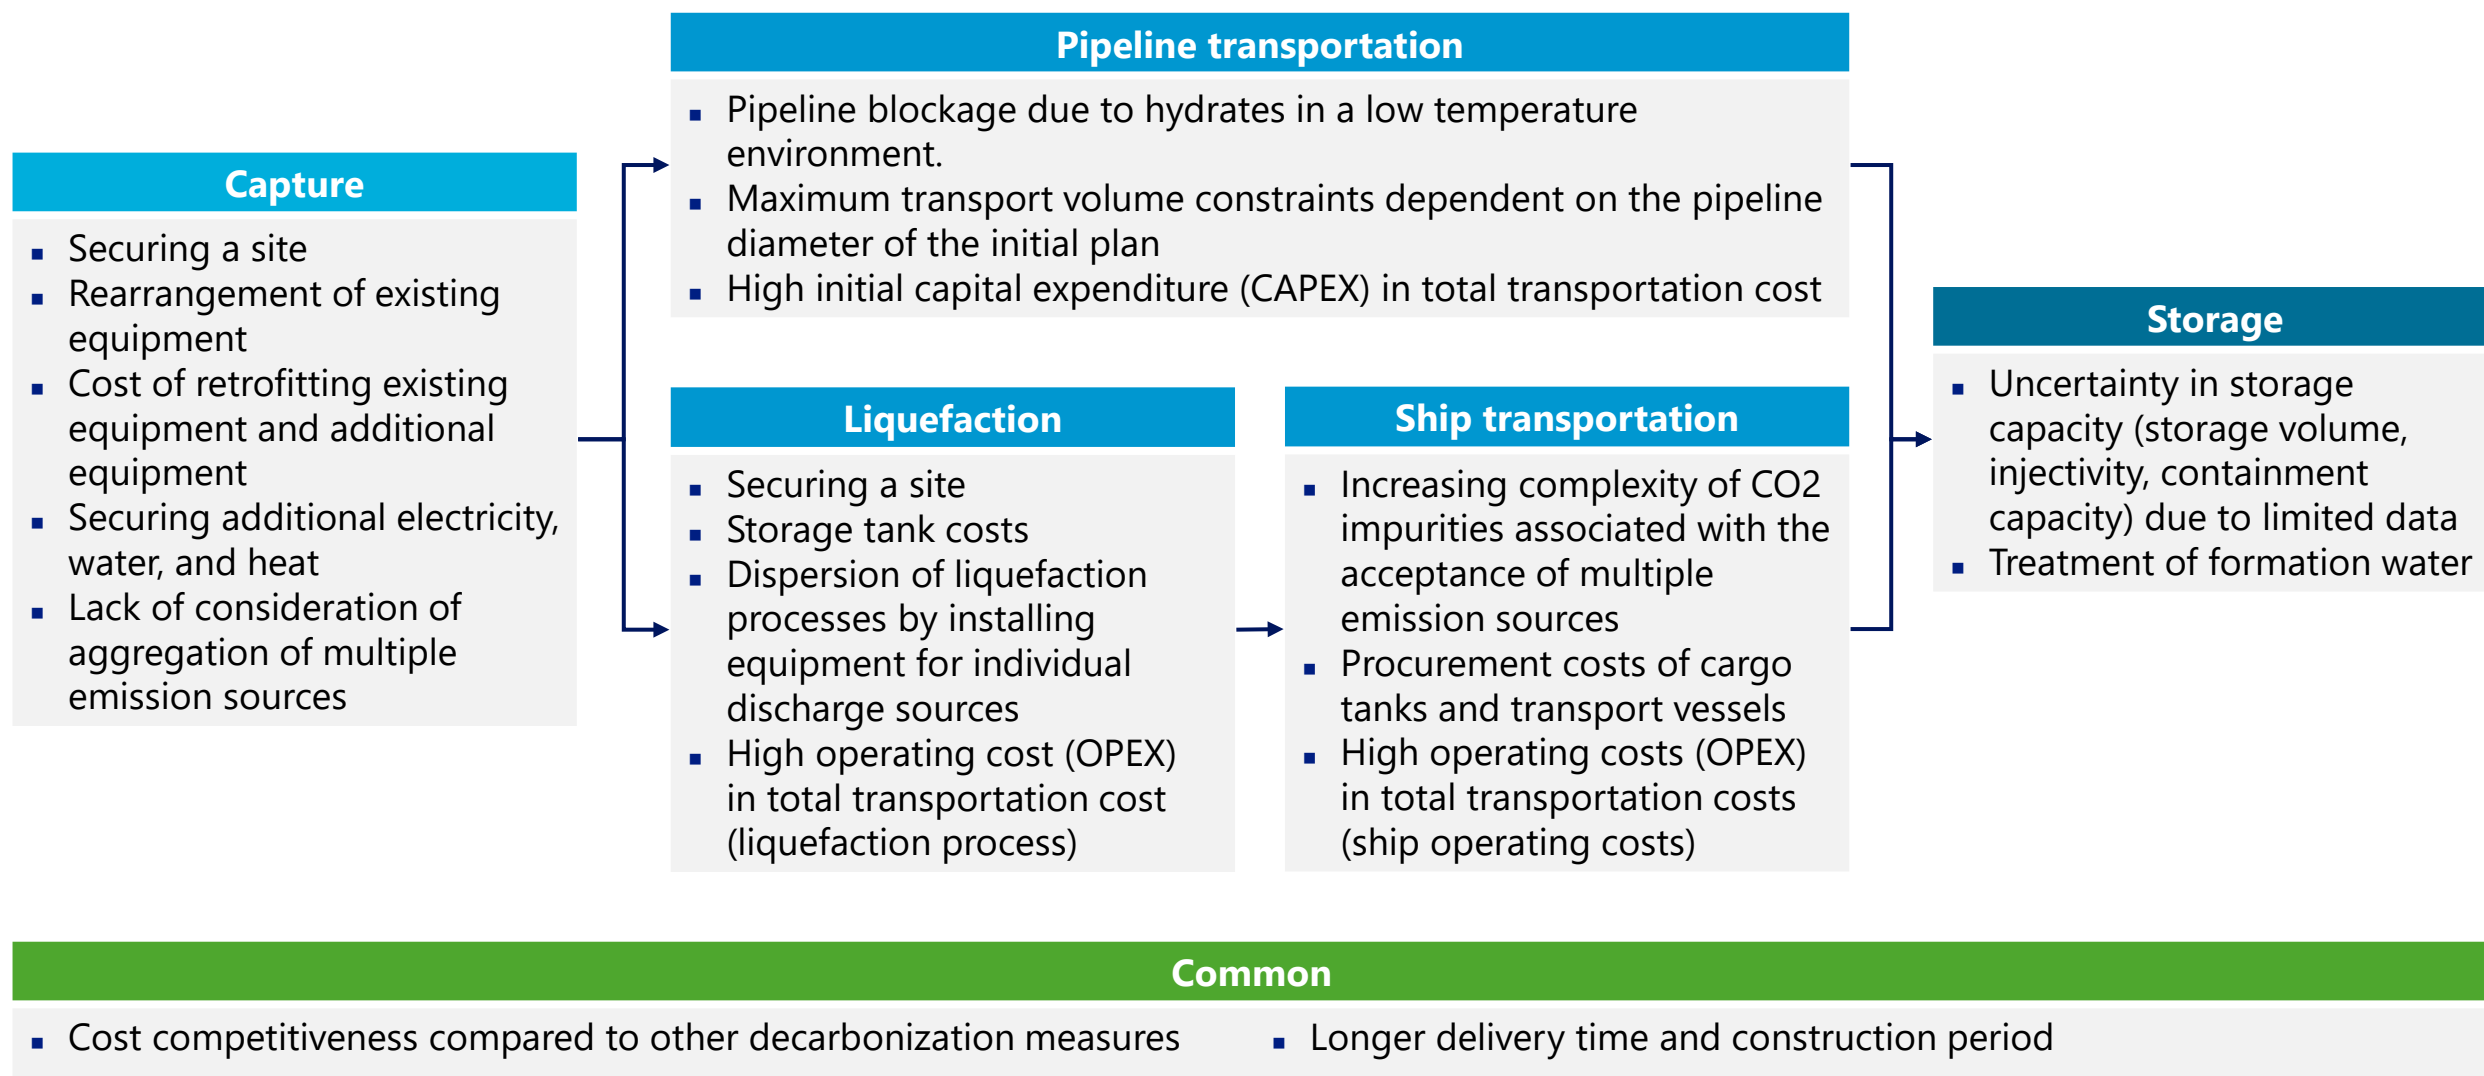 Capture
▪ Securing a site
▪ Rearrangement of existing
equipment
▪ Cost of retrofitting existing
equipment and additional
equipment
▪ Securing additional electricity,
water, and heat
▪ Lack of consideration of
aggregation of multiple
emission sources
Pipeline transportation
▪ Pipeline blockage due to hydrates in a low temperature
environment.
▪ Maximum transport volume constraints dependent on the pipeline
diameter of the initial plan
▪ High initial capital expenditure (CAPEX) in total transportation cost
Liquefaction
▪ Securing a site
▪ Storage tank costs
▪ Dispersion of liquefaction
processes by installing
equipment for individual
discharge sources
▪ High operating cost (OPEX)
in total transportation cost
(liquefaction process)
Ship transportation
▪ Increasing complexity of CO2
impurities associated with the
acceptance of multiple
emission sources
▪ Procurement costs of cargo
tanks and transport vessels
▪ High operating costs (OPEX)
in total transportation costs
(ship operating costs)
Storage
▪ Uncertainty in storage
capacity (storage volume,
injectivity, containment
capacity) due to limited data
▪ Treatment of formation water
Common
▪ Cost competitiveness compared to other decarbonization measures
▪ Longer delivery time and construction period